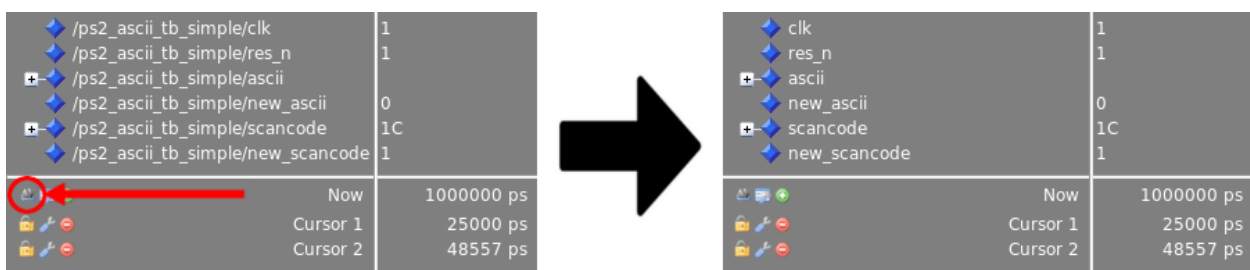 /ps2_ascii_tb_simple/clk 1
/ps2_ascii_tb_simple/res_n 1
/ps2_ascii_tb_simple/ascii
/ps2_ascii_tb_simple/new_ascii 0
/ps2_ascii_tb_simple/scancode 1C
/ps2_ascii_tb_simple/new_scancode 1
Now 1000000 ps
Cursor 1 25000 ps
Cursor 2 48557 ps
clk 1
res_n 1
ascii
new_ascii 0
scancode 1C
new_scancode 1
Now 1000000 ps
Cursor 1 25000 ps
Cursor 2 48557 ps